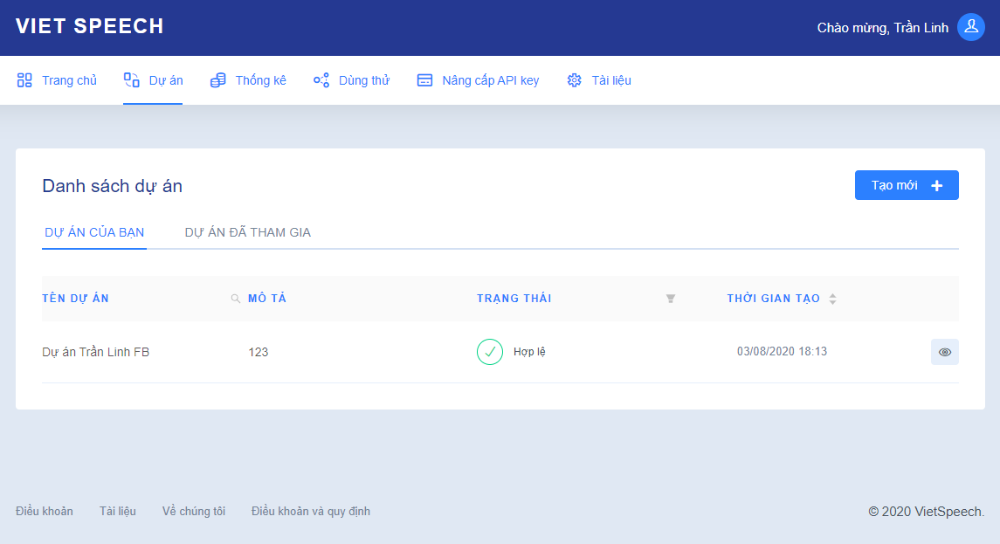 VIET SPEECH
Chào mừng, Trần Linh
Trang chủ Dự án Thống kê Dùng thử Nâng cấp API key Tài liệu
Danh sách dự án
Tạo mới
DỰ ÁN CỦA BẠN DỰ ÁN ĐÃ THAM GIA
TÊN DỰ ÁN MÔ TẢ TRẠNG THÁI THỜI GIAN TẠO
Dự án Trần Linh FB 123 Hợp lệ 03/08/2020 18:13
Điều khoản Tài liệu Về chúng tôi Điều khoản và quy định
© 2020 VietSpeech.